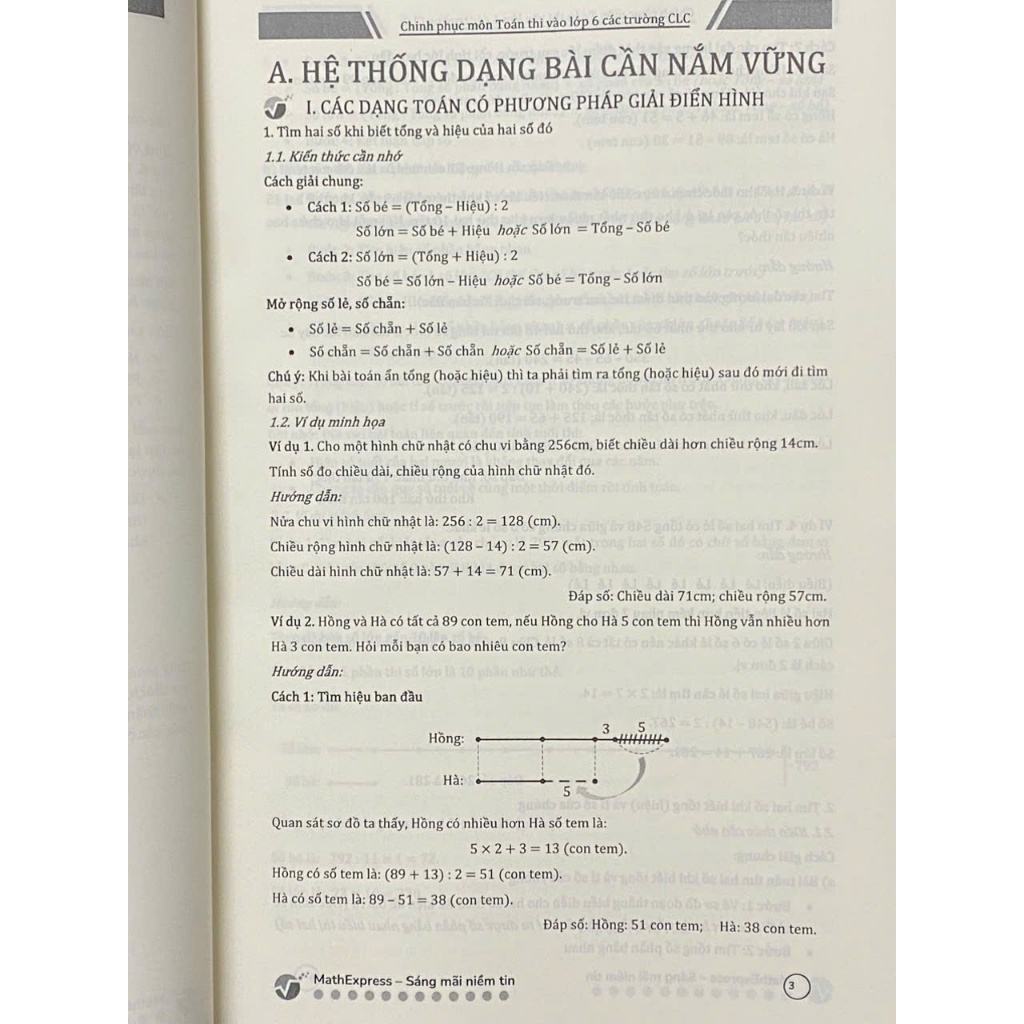 Chinh phục môn Toán thi vào lớp 6 các trường CLC
A. HỆ THỐNG DẠNG BÀI CẦN NẮM VỮNG
I. CÁC DẠNG TOÁN CÓ PHƯƠNG PHÁP GIẢI ĐIỂN HÌNH
1. Tìm hai số khi biết tổng và hiệu của hai số đó
1.1. Kiến thức cần nhớ
Cách giải chung:
• Cách 1: Số bé = (Tổng – Hiệu) : 2
Số lớn = Số bé + Hiệu hoặc Số lớn = Tổng – Số bé
• Cách 2: Số lớn = (Tổng + Hiệu) : 2
Số bé = Số lớn – Hiệu hoặc Số bé = Tổng – Số lớn
Mở rộng số lẻ, số chẵn:
• Số lẻ = Số chẵn + Số lẻ
• Số chẵn = Số chẵn + Số chẵn hoặc Số chẵn = Số lẻ + Số lẻ
Chú ý: Khi bài toán ẩn tổng (hoặc hiệu) thì ta phải tìm ra tổng (hoặc hiệu) sau đó mới đi tìm
hai số.
1.2. Ví dụ minh họa
Ví dụ 1. Cho một hình chữ nhật có chu vi bằng 256cm, biết chiều dài hơn chiều rộng 14cm.
Tính số đo chiều dài, chiều rộng của hình chữ nhật đó.
Hướng dẫn:
Nửa chu vi hình chữ nhật là: 256 : 2 = 128 (cm).
Chiều rộng hình chữ nhật là: (128 – 14) : 2 = 57 (cm).
Chiều dài hình chữ nhật là: 57 + 14 = 71 (cm).
Đáp số: Chiều dài 71cm; chiều rộng 57cm.
Ví dụ 2. Hồng và Hà có tất cả 89 con tem, nếu Hồng cho Hà 5 con tem thì Hồng vẫn nhiều hơn
Hà 3 con tem. Hỏi mỗi bạn có bao nhiêu con tem?
Hướng dẫn:
Cách 1: Tìm hiệu ban đầu
3 5
Hồng:
Hà:
5
Quan sát sơ đồ ta thấy, Hồng có nhiều hơn Hà số tem là:
5 × 2 + 3 = 13 (con tem).
Hồng có số tem là: (89 + 13) : 2 = 51 (con tem).
Hà có số tem là: 89 – 51 = 38 (con tem).
Đáp số: Hồng: 51 con tem; Hà: 38 con tem.
MathExpress – Sáng mãi niềm tin
3